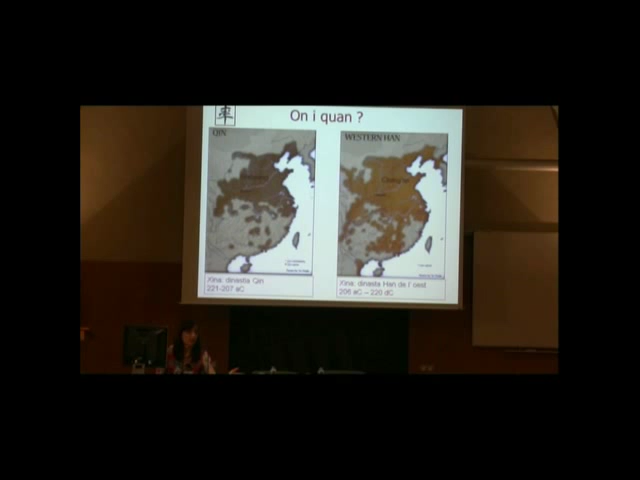 On i quan ?
QIN
WESTERN HAN
Xina: dinastia Qin
221-207 aC
Xina: dinastia Han de l' oest
206 aC – 220 dC